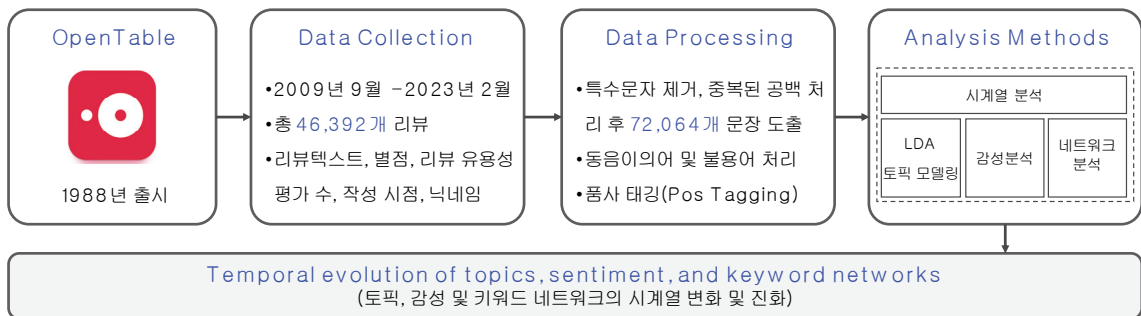 OpenTable
1988년 출시
Data Collection
•2009년 9월 -2023년 2월
•총 46,392개 리뷰
•리뷰텍스트, 별점, 리뷰 유용성
평가 수, 작성 시점, 닉네임
Data Processing
•특수문자 제거, 중복된 공백 처
리 후 72,064개 문장 도출
•동음이의어 및 불용어 처리
•품사 태깅(Pos Tagging)
Analysis Methods
시계열 분석
LDA
토픽 모델링
감성분석
네트워크
분석
Temporal evolution of topics, sentiment, and keyword networks
(토픽, 감성 및 키워드 네트워크의 시계열 변화 및 진화)